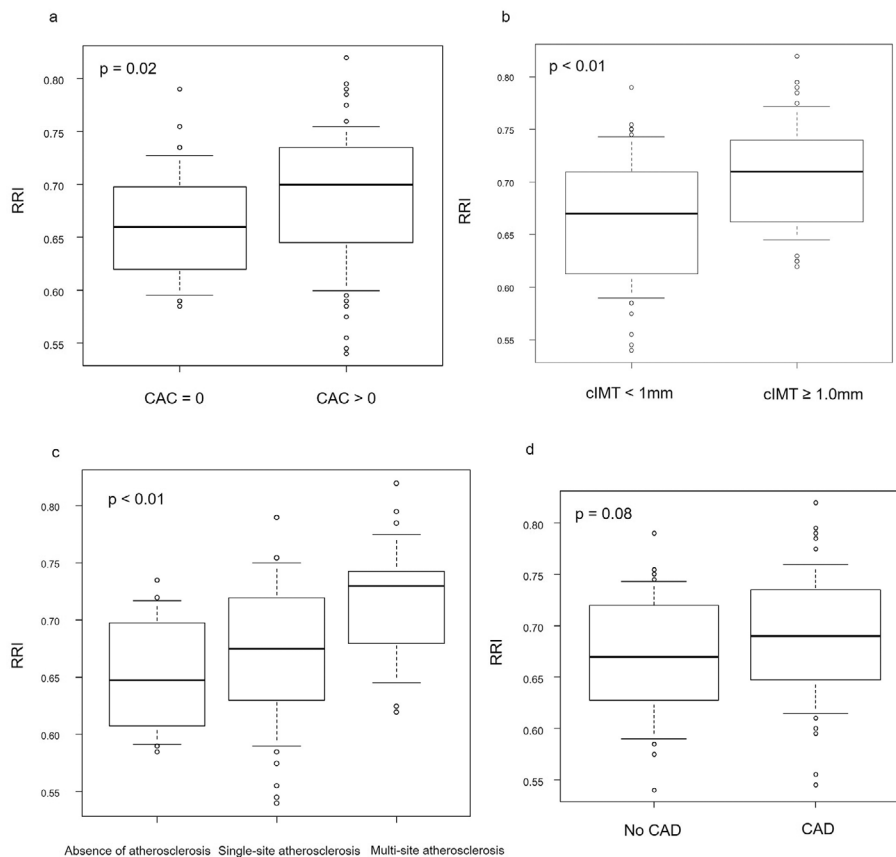 a
p = 0.02
0.80
0.75
0.70
0.65
0.60
0.55
RRI
CAC = 0 CAC > 0
b
p < 0.01
0.80
0.75
0.70
0.65
0.60
0.55
RRI
cIMT < 1mm cIMT ≥ 1.0mm
c
p < 0.01
0.80
0.75
0.70
0.65
0.60
0.55
RRI
Absence of atherosclerosis Single-site atherosclerosis Multi-site atherosclerosis
d
p = 0.08
0.80
0.75
0.70
0.65
0.60
0.55
RRI
No CAD CAD